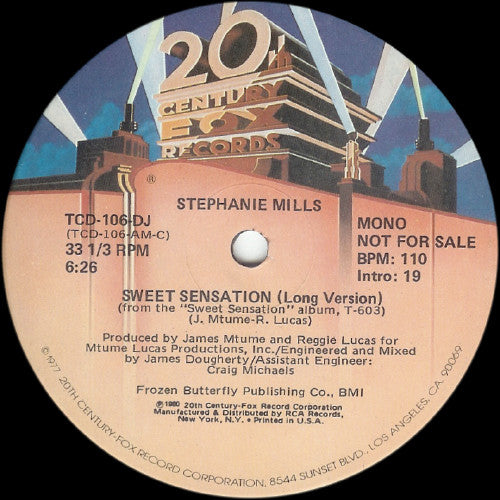 20th
CENTURY
FOX
RECORDS
®
STEPHANIE MILLS
TCD-106-DJ
(TCD-106-AM-C)
33 1/3 RPM
6:26
MONO
NOT FOR SALE
BPM: 110
Intro: 19
SWEET SENSATION (Long Version)
(from the "Sweet Sensation" album, T-603)
(J. Mtume-R. Lucas)
Produced by James Mtume and Reggie Lucas for
Mtume Lucas Productions, Inc./Engineered and Mixed
by James Dougherty/Assistant Engineer:
Craig Michaels
Frozen Butterfly Publishing Co., BMI
℗ 1980 20th Century-Fox Record Corporation
Manufactured & Distributed by RCA Records,
New York, N.Y. • Printed in U.S.A.
©1977 20TH CENTURY-FOX RECORD CORPORATION, 8544 SUNSET BLVD., LOS ANGELES, CA. 90069